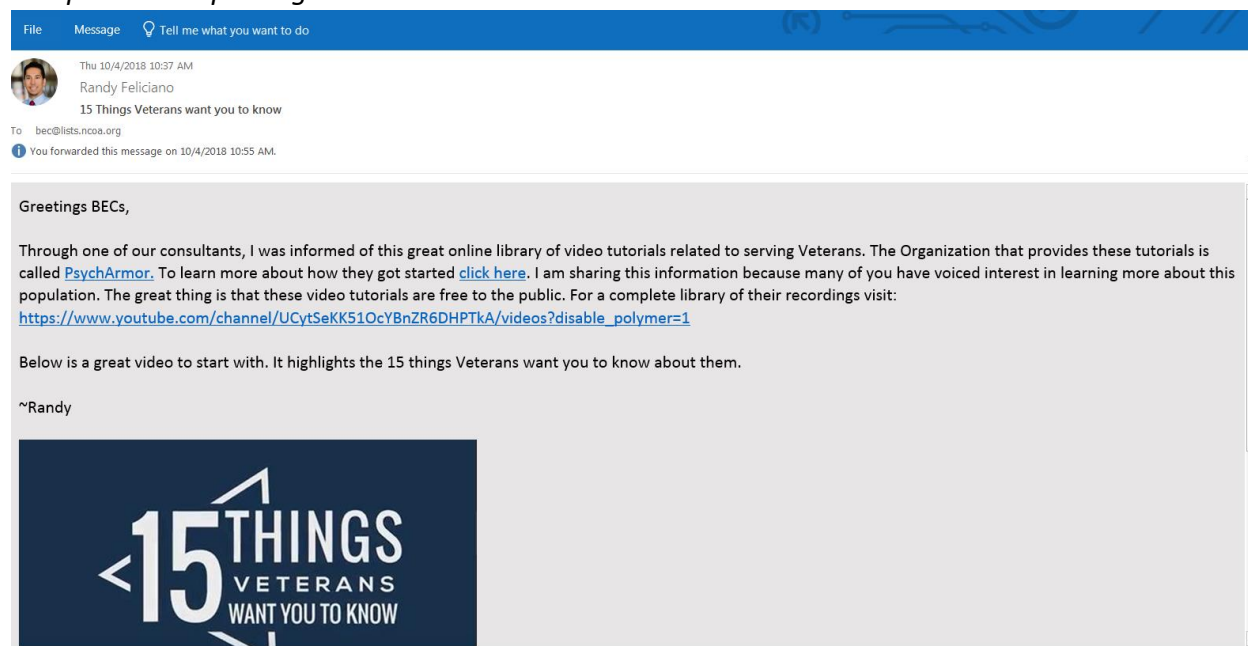 File Message Tell me what you want to do
Thu 10/4/2018 10:37 AM
Randy Feliciano
15 Things Veterans want you to know
To bec@lists.ncoa.org
You forwarded this message on 10/4/2018 10:55 AM.
Greetings BECs,
Through one of our consultants, I was informed of this great online library of video tutorials related to serving Veterans. The Organization that provides these tutorials is
called PsychArmor. To learn more about how they got started click here. I am sharing this information because many of you have voiced interest in learning more about this
population. The great thing is that these video tutorials are free to the public. For a complete library of their recordings visit:
https://www.youtube.com/channel/UCytSeKK51OcYBnZR6DHPTkA/videos?disable_polymer=1
Below is a great video to start with. It highlights the 15 things Veterans want you to know about them.
~Randy
<15 THINGS
VETERANS
WANT YOU TO KNOW